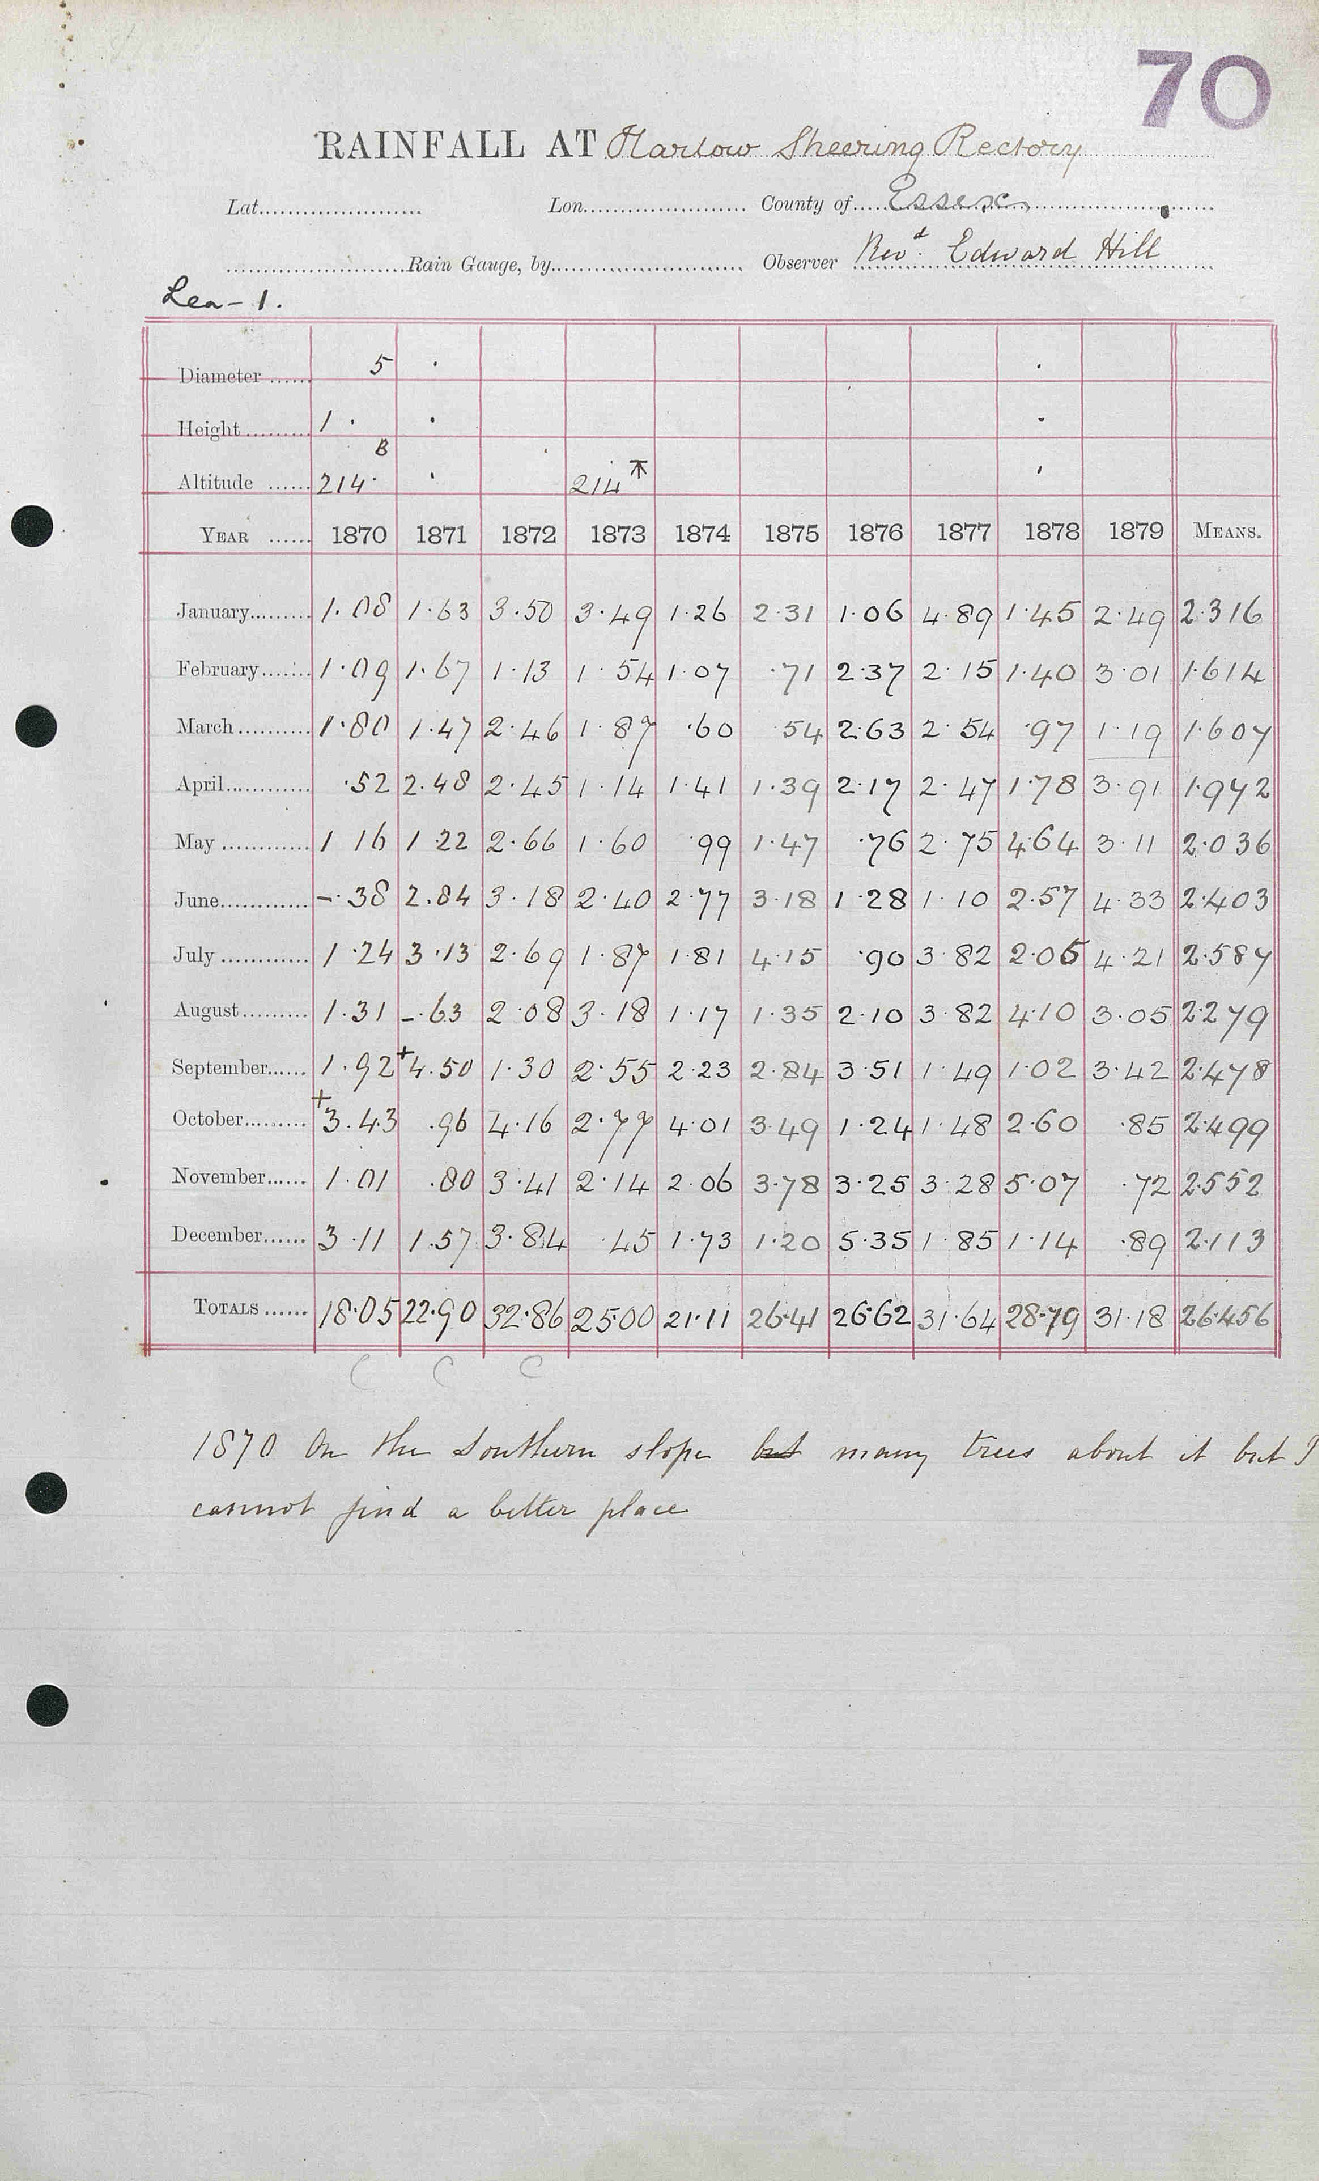 70
RAINFALL AT Harlow Sheering Rectory
Lat. Lon. County of Essex
Rain Gauge, by Observer Revd. Edward Hill
Lea-1.
Diameter 5
Height 1 ·
Altitude 214· B 214
YEAR 1870 1871 1872 1873 1874 1875 1876 1877 1878 1879 MEANS.
January 1.08 1.63 3.50 3.49 1.26 2.31 1.06 4.89 1.45 2.49 2.316
February 1.09 1.67 1.13 1.54 1.07 .71 2.37 2.15 1.40 3.01 1.614
March 1.80 1.47 2.46 1.87 .60 .54 2.63 2.54 .97 1.19 1.607
April .52 2.48 2.45 1.14 1.41 1.39 2.17 2.47 1.78 3.91 1.972
May 1.16 1.22 2.66 1.60 .99 1.47 .76 2.75 4.64 3.11 2.036
June -.38 2.84 3.18 2.40 2.77 3.18 1.28 1.10 2.57 4.33 2.403
July 1.24 3.13 2.69 1.87 1.81 4.15 .90 3.82 2.05 4.21 2.587
August 1.31 -.63 2.08 3.18 1.17 1.35 2.10 3.82 4.10 3.05 2.279
September 1.92 +4.50 1.30 2.55 2.23 2.84 3.51 1.49 1.02 3.42 2.478
October +3.43 .96 4.16 2.77 4.01 3.49 1.24 1.48 2.60 .85 2.499
November 1.01 .80 3.41 2.14 2.06 3.78 3.25 3.28 5.07 .72 2.552
December 3.11 1.57 3.84 .45 1.73 1.20 5.35 1.85 1.14 .89 2.113
TOTALS 18.05 22.90 32.86 25.00 21.11 26.41 26.62 31.64 28.79 31.18 26.456
C C C
1870 On the Southern slope but many trees about it but I
cannot find a better place